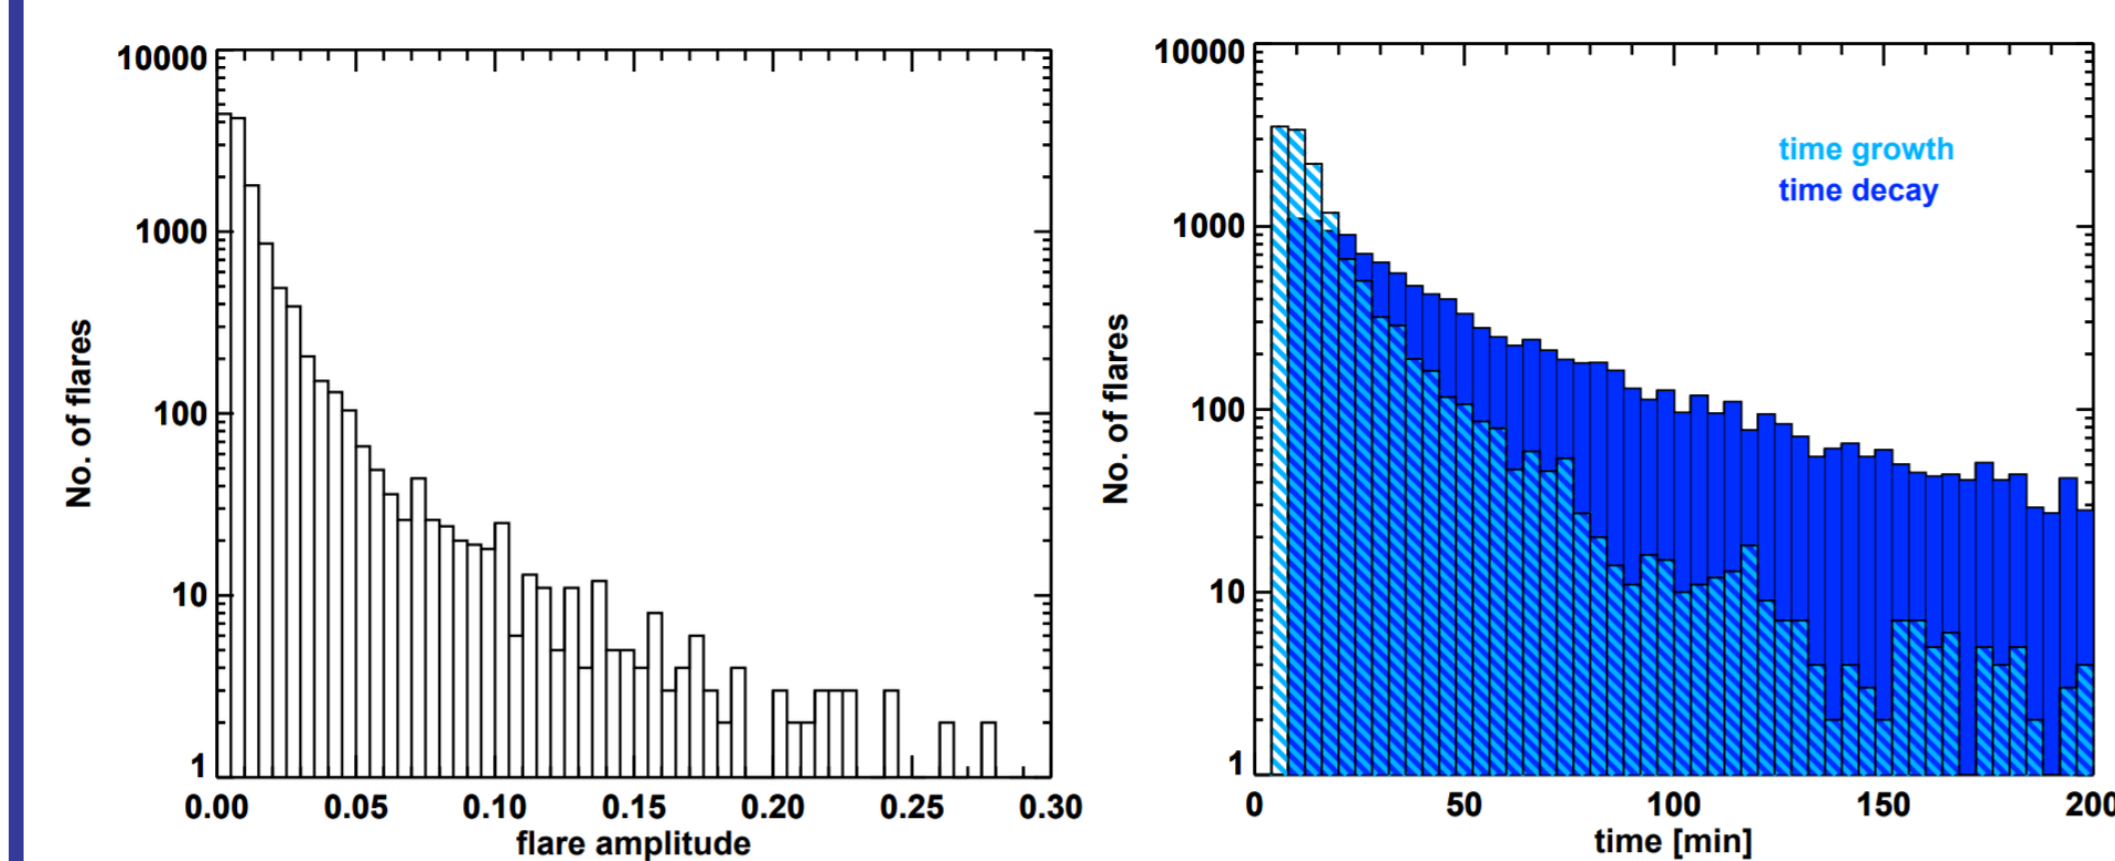 10000
1000
100
10
1
No. of flares
0.00 0.05 0.10 0.15 0.20 0.25 0.30
flare amplitude
10000
1000
100
10
1
No. of flares
time growth
time decay
0 50 100 150 200
time [min]